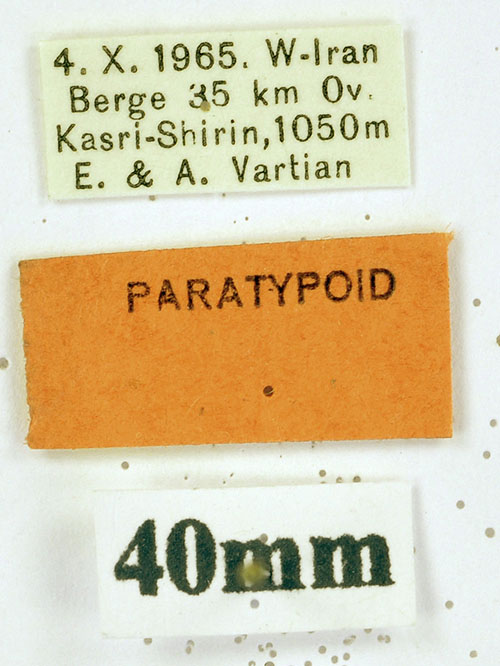 4. X. 1965. W-Iran
Berge 35 km Ov.
Kasri-Shirin, 1050m
E. & A. Vartian
PARATYPOID
40mm